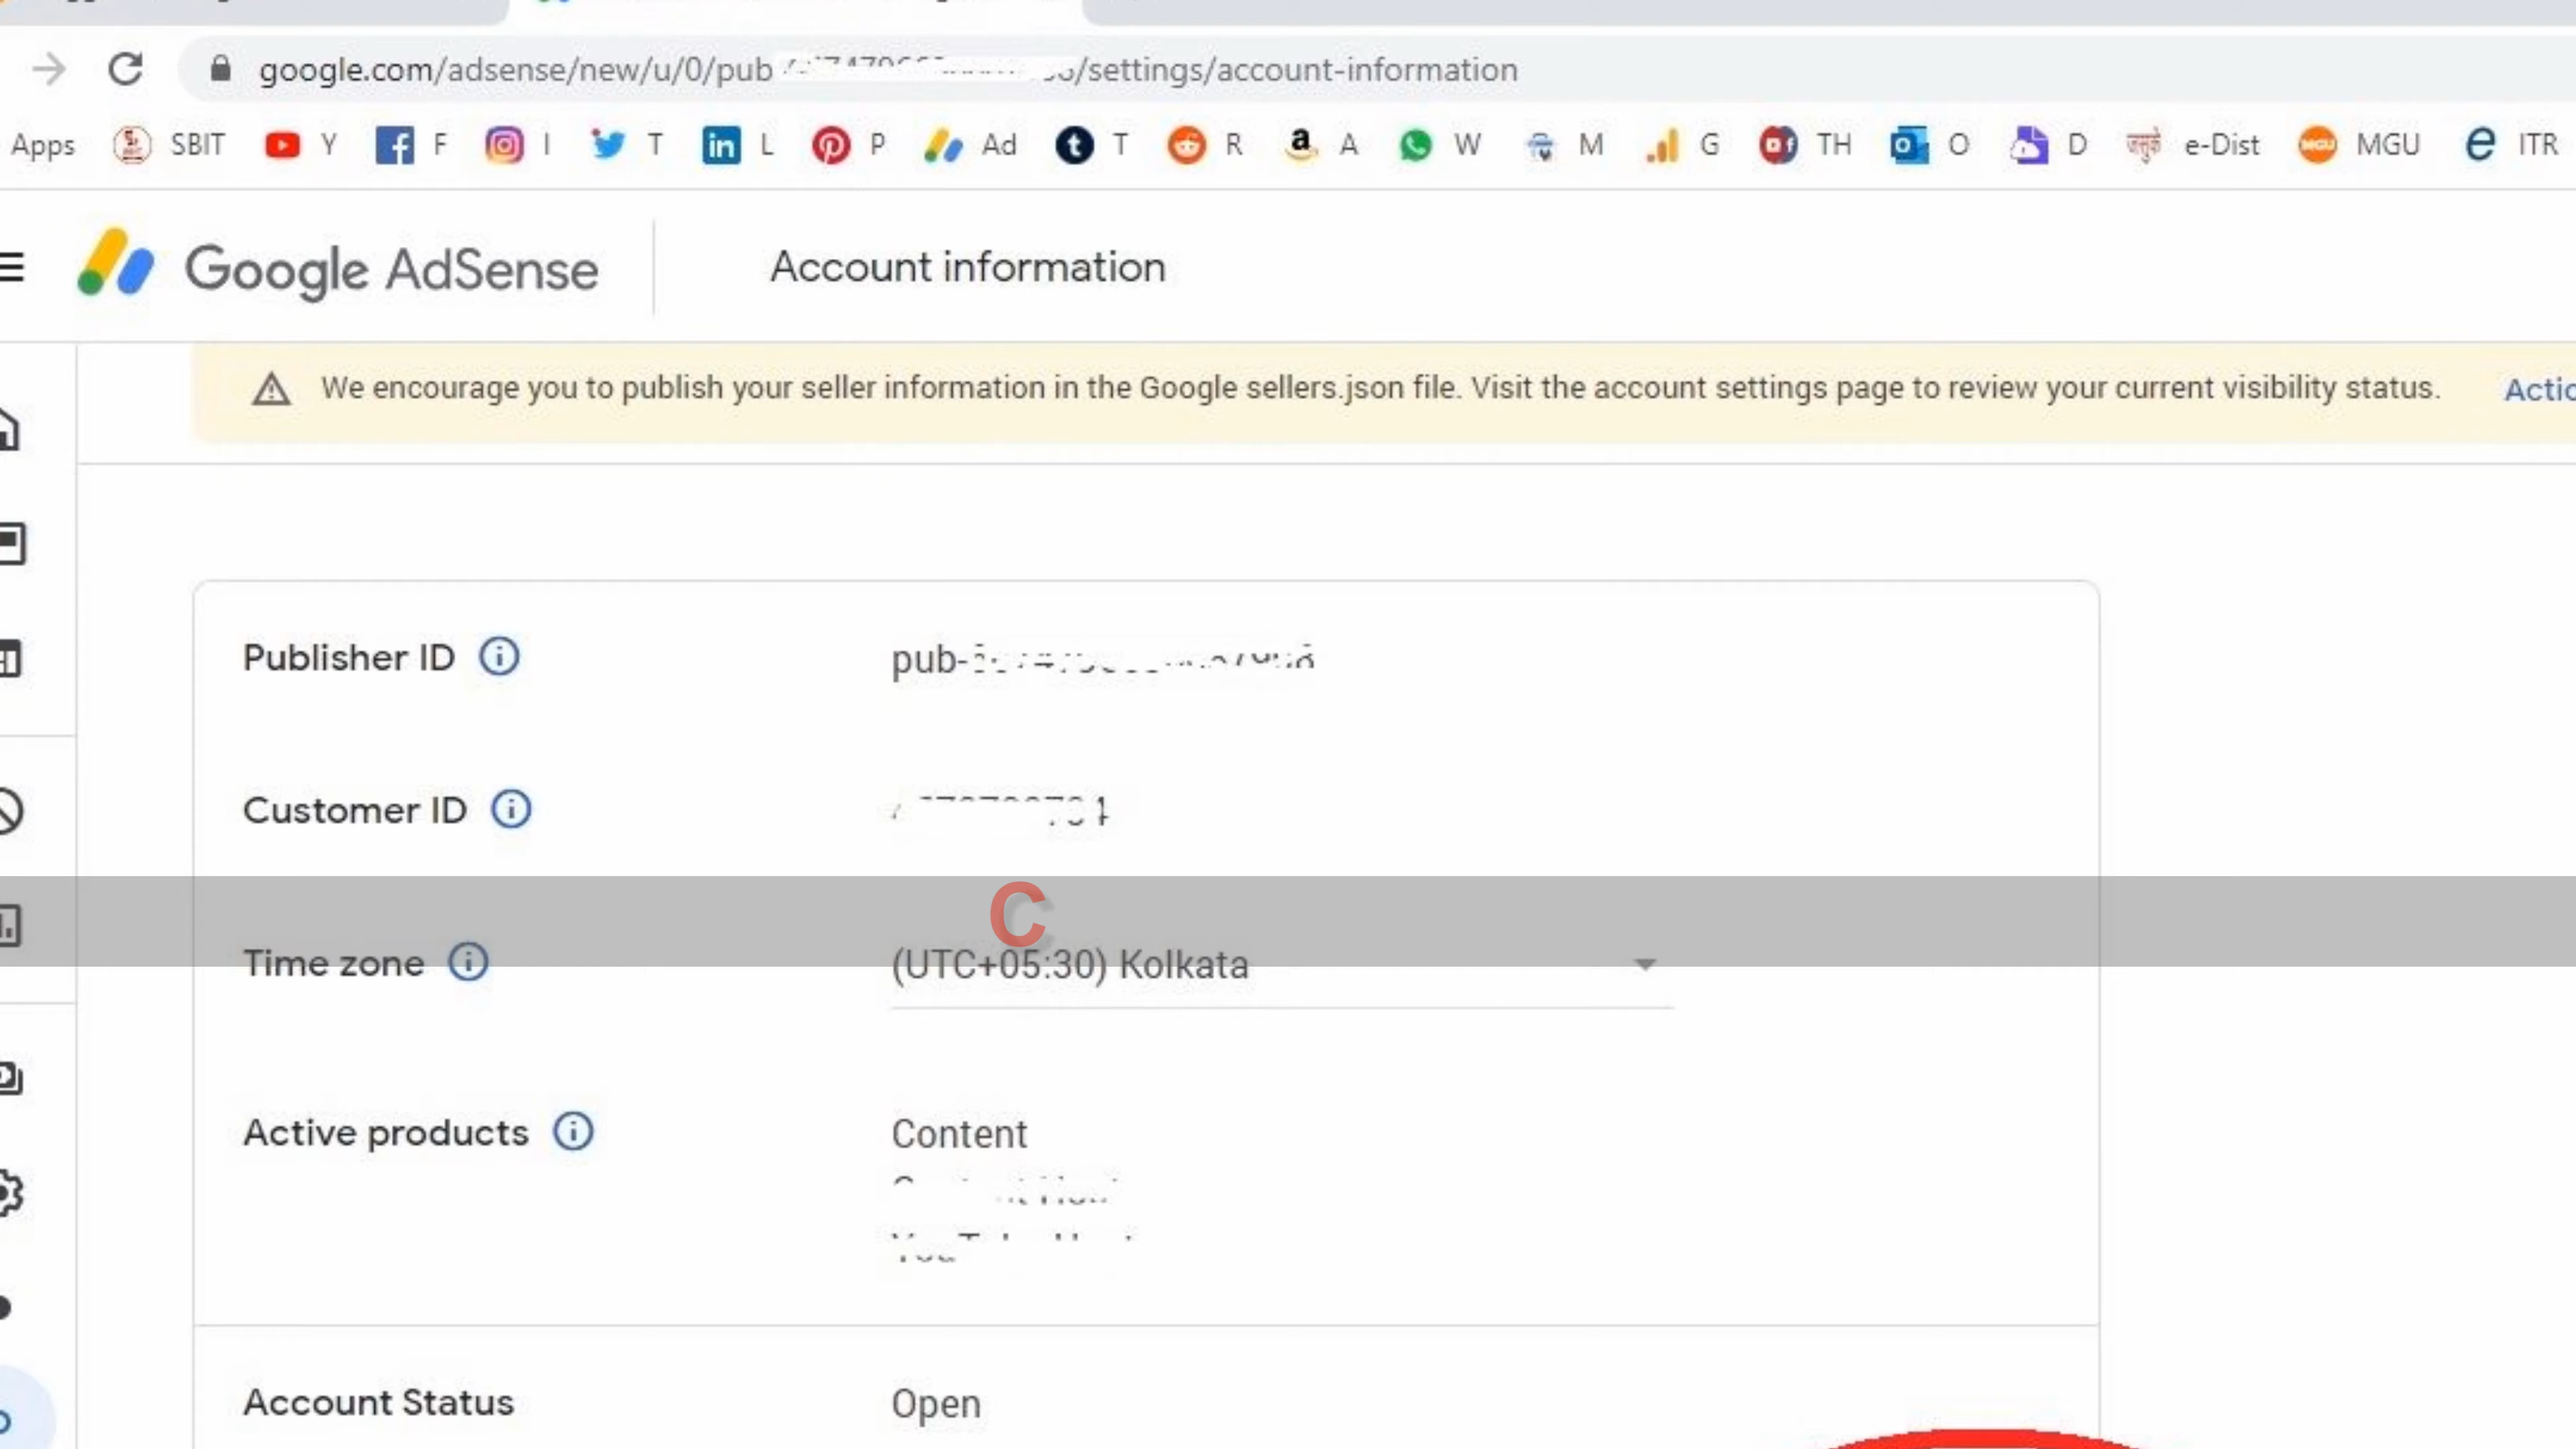 google.com/adsense/new/u/0/pub /settings/account-information
Apps SBIT Y F I T L P Ad T R A W M G TH O D e-Dist MGU ITR
Google AdSense Account information
We encourage you to publish your seller information in the Google sellers.json file. Visit the account settings page to review your current visibility status.
Publisher ID pub-
Customer ID
C
Time zone (UTC+05:30) Kolkata
Active products Content
Account Status Open